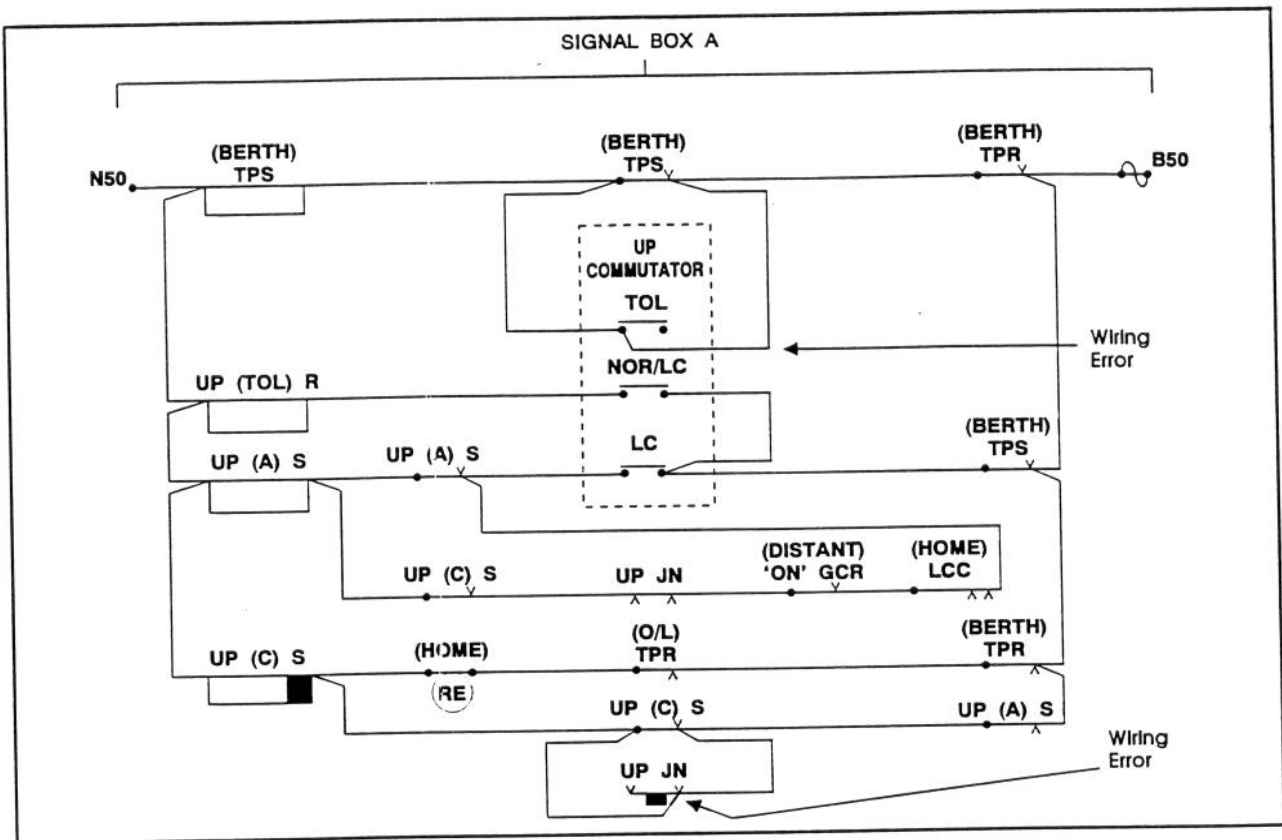 SIGNAL BOX A
(BERTH)
TPS
(BERTH)
TPS
(BERTH)
TPR
N50
B50
UP
COMMUTATOR
TOL
Wiring
Error
NOR/LC
UP (TOL) R
UP (A) S
UP (A) S
LC
(BERTH)
TPS
UP (C) S
UP JN
(DISTANT)
'ON' GCR
(HOME)
LCC
UP (C) S
(HOME)
RE
(O/L)
TPR
(BERTH)
TPR
UP (C) S
UP (A) S
UP JN
Wiring
Error